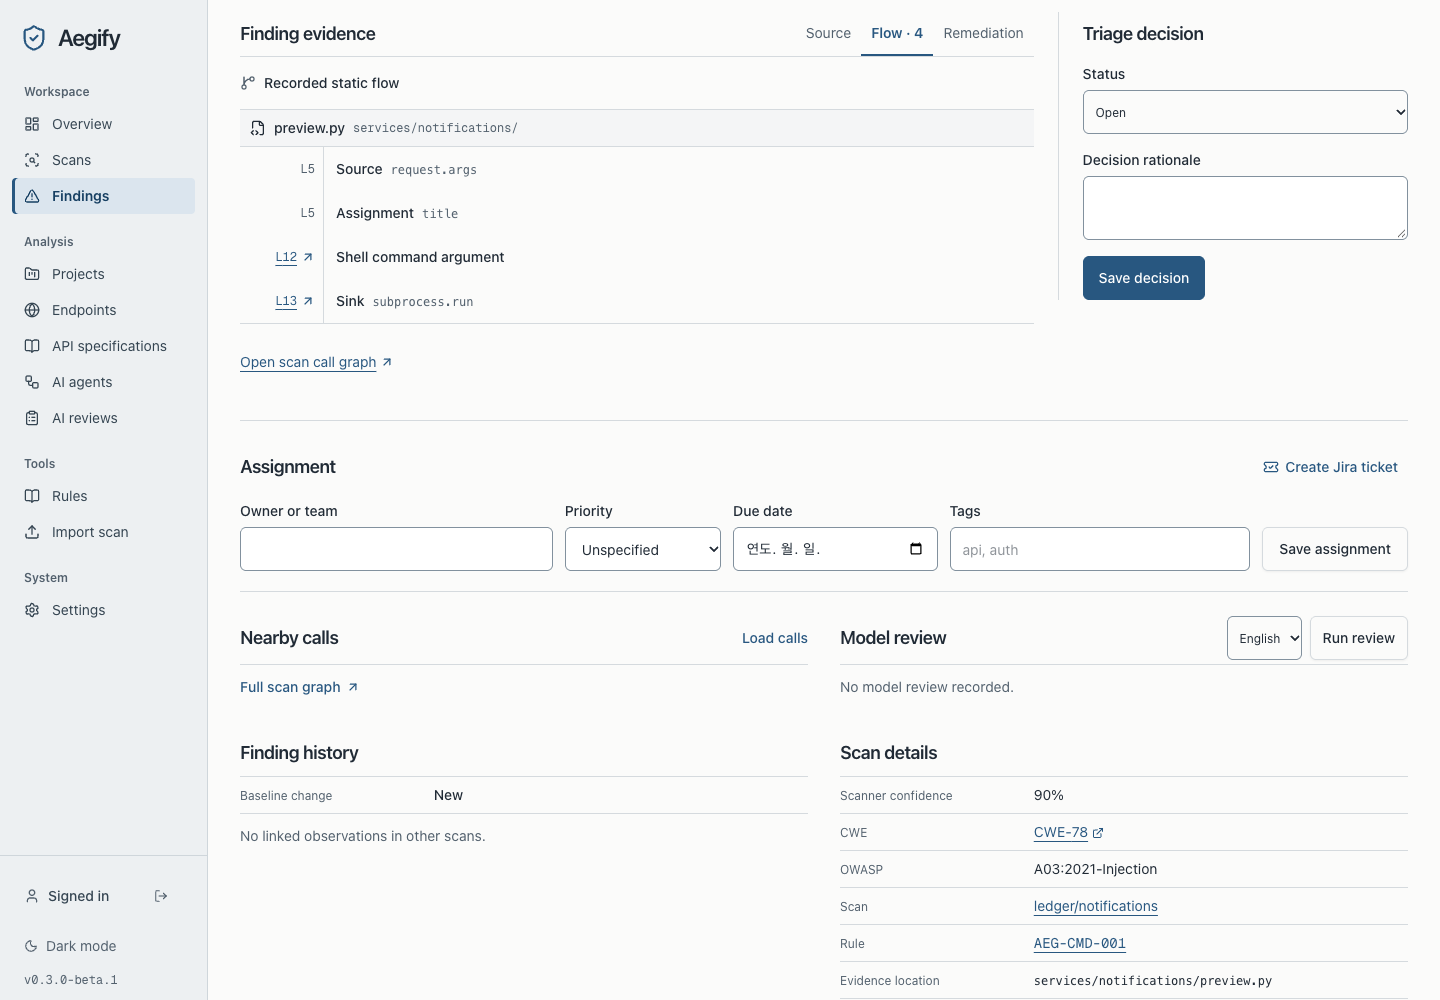 Aegify
Workspace
Overview
Scans
Findings
Analysis
Projects
Endpoints
API specifications
AI agents
AI reviews
Tools
Rules
Import scan
System
Settings
Signed in
Dark mode
v0.3.0-beta.1
Finding evidence
Source
Flow · 4
Remediation
Recorded static flow
preview.py services/notifications/
L5 Source request.args
L5 Assignment title
L12 Shell command argument
L13 Sink subprocess.run
Open scan call graph
Triage decision
Status
Open
Decision rationale
Save decision
Assignment
Create Jira ticket
Owner or team
Priority
Unspecified
Due date
연도. 월. 일.
Tags
api, auth
Save assignment
Nearby calls
Load calls
Full scan graph
Model review
English
Run review
No model review recorded.
Finding history
Baseline change New
No linked observations in other scans.
Scan details
Scanner confidence 90%
CWE CWE-78
OWASP A03:2021-Injection
Scan ledger/notifications
Rule AEG-CMD-001
Evidence location services/notifications/preview.py